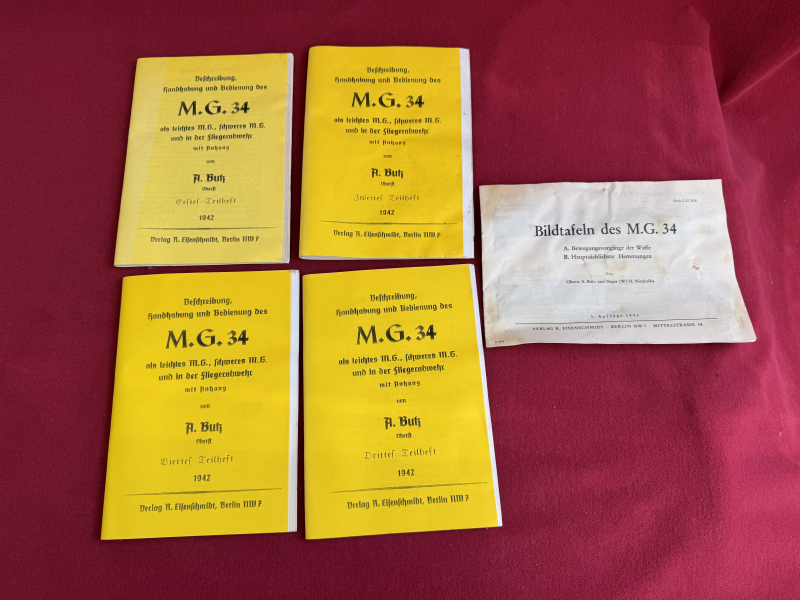 Beschreibung,
Handhabung und Bedienung des
M.G. 34
als leichtes M.G., schweres M.G.
und in der Fliegerabwehr
mit Anhang
von
A. Butz
Oberst
Erstes Teilheft
1942
Verlag R. Eisenschmidt, Berlin NW 7
Beschreibung,
Handhabung und Bedienung des
M.G. 34
als leichtes M.G., schweres M.G.
und in der Fliegerabwehr
mit Anhang
von
A. Butz
Oberst
Zweites Teilheft
1942
Verlag R. Eisenschmidt, Berlin NW 7
Bildtafeln des M.G. 34
A. Bewegungsvorgänge der Waffe
B. Hauptsächlichste Hemmungen
Von
Oberst A. Butz und Major (W)
VERLAG R. EISENSCHMIDT · BERLIN NW 7 · MITTELSTRASSE 18
Beschreibung,
Handhabung und Bedienung des
M.G. 34
als leichtes M.G., schweres M.G.
und in der Fliegerabwehr
mit Anhang
von
A. Butz
Oberst
Viertes Teilheft
1942
Verlag R. Eisenschmidt, Berlin NW 7
Beschreibung,
Handhabung und Bedienung des
M.G. 34
als leichtes M.G., schweres M.G.
und in der Fliegerabwehr
mit Anhang
von
A. Butz
Oberst
Drittes Teilheft
1942
Verlag R. Eisenschmidt, Berlin NW 7